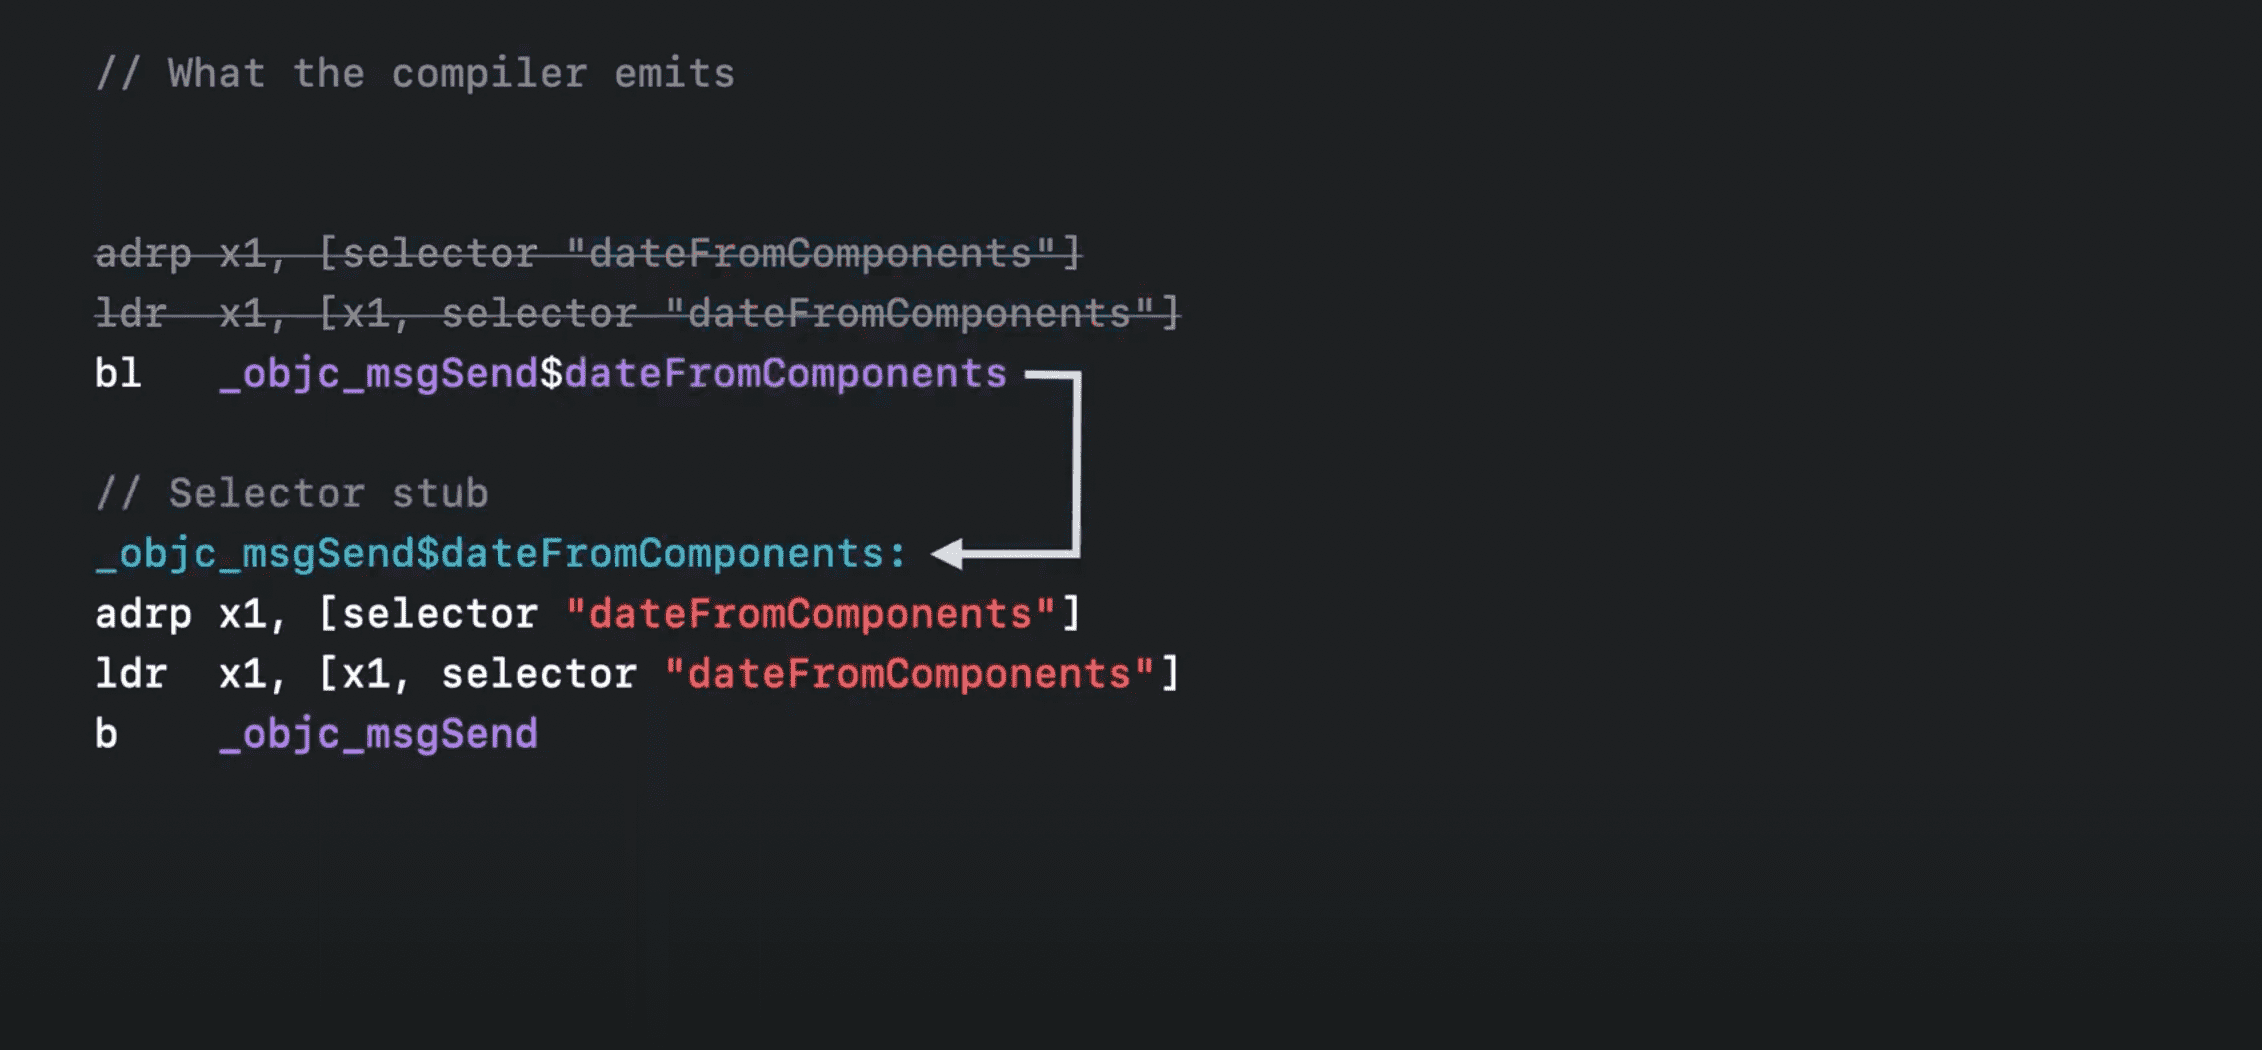 // What the compiler emits
adrp x1, [selector "dateFromComponents"]
ldr  x1, [x1, selector "dateFromComponents"]
bl   _objc_msgSend$dateFromComponents
// Selector stub
_objc_msgSend$dateFromComponents:
adrp x1, [selector "dateFromComponents"]
ldr  x1, [x1, selector "dateFromComponents"]
b    _objc_msgSend